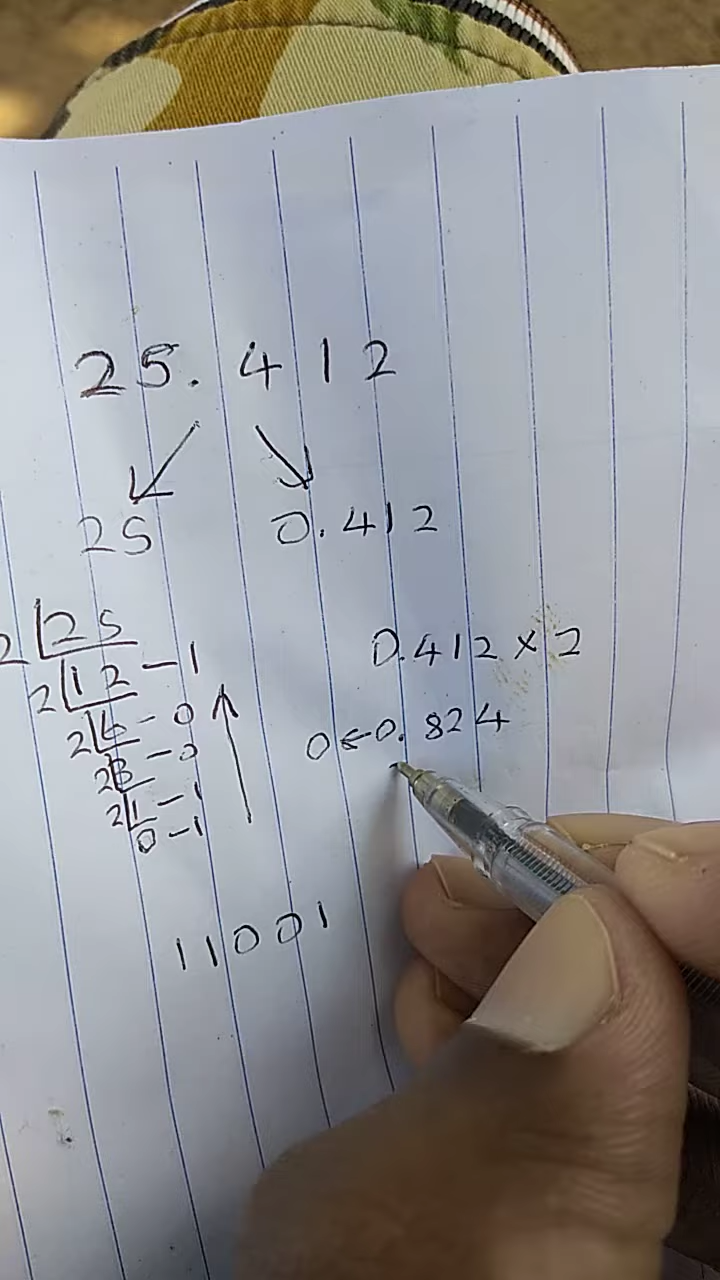 25.412
25 0.412
2 25
2 12 - 1
2 6 - 0
2 3 - 0
2 1 - 1
0 - 1
11001
0.412 × 2
0 ← 0.824